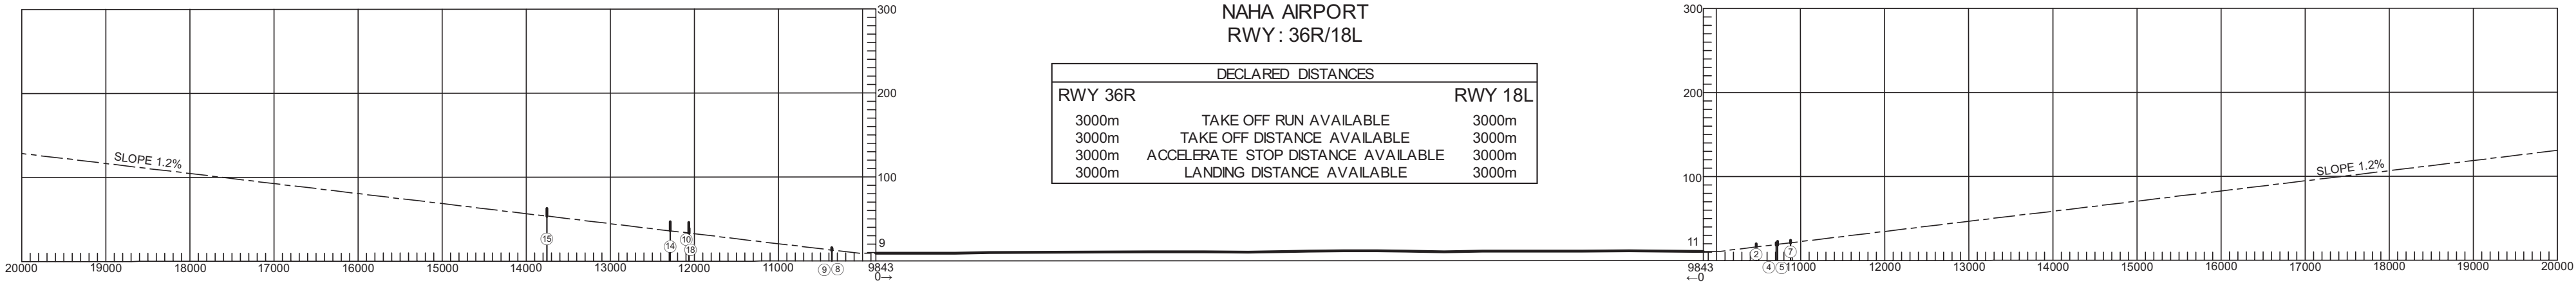 NAHA AIRPORT
RWY : 36R/18L
DECLARED DISTANCES
RWY 36R RWY 18L
3000m TAKE OFF RUN AVAILABLE 3000m
3000m TAKE OFF DISTANCE AVAILABLE 3000m
3000m ACCELERATE STOP DISTANCE AVAILABLE 3000m
3000m LANDING DISTANCE AVAILABLE 3000m
300
200
100
9
SLOPE 1.2%
15
14
10
18
9 8
20000 19000 18000 17000 16000 15000 14000 13000 12000 11000 9843
0→
300
200
100
11
SLOPE 1.2%
2
7
4 5
9843 11000 12000 13000 14000 15000 16000 17000 18000 19000 20000
←0